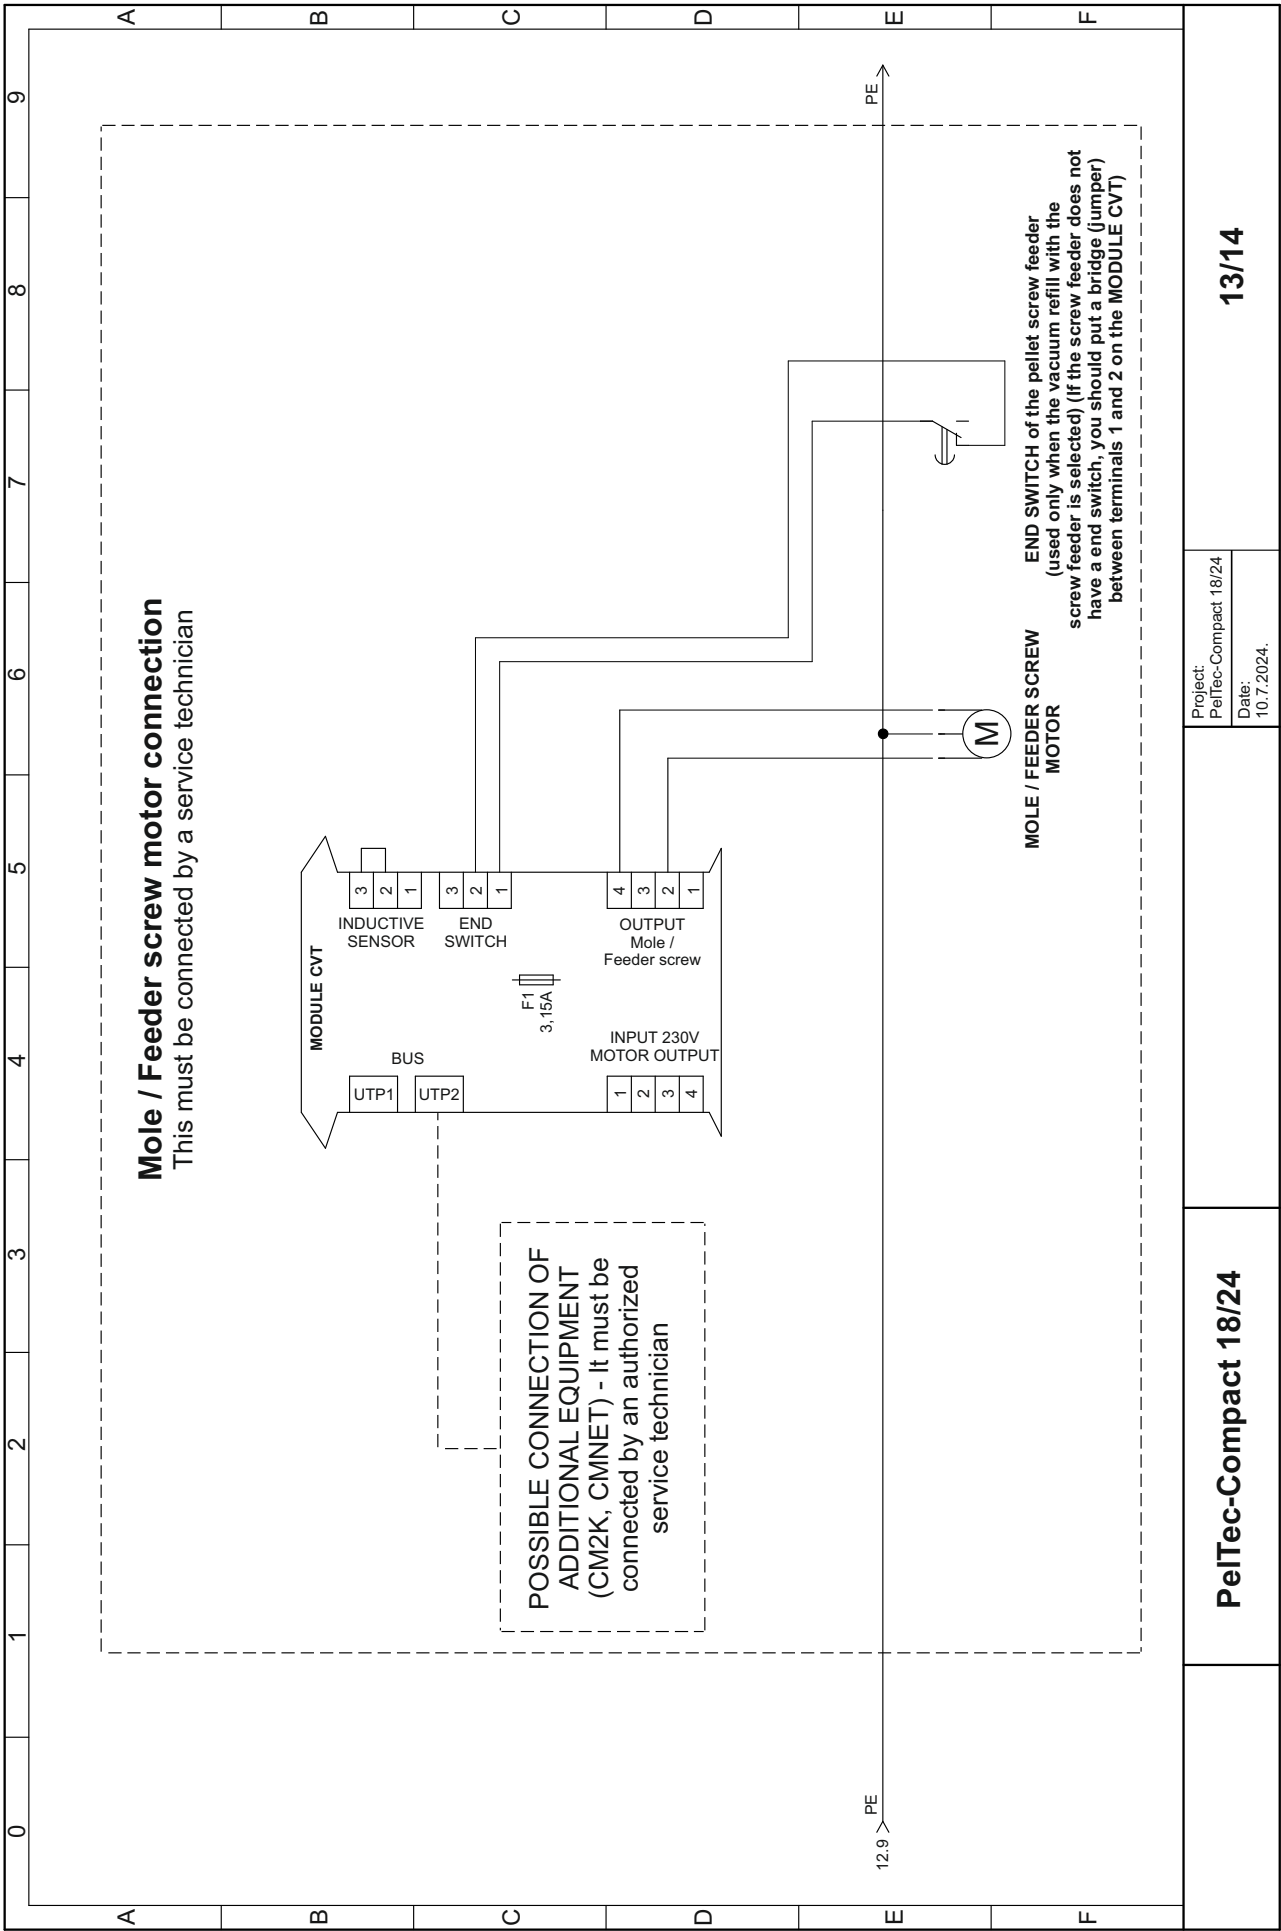 0 1 2 3 4 5 6 7 8 9
A
B
C
D
E
F
A
B
C
D
E
F
Mole / Feeder screw motor connection
This must be connected by a service technician
MODULE CVT
BUS
UTP1
UTP2
INDUCTIVE
SENSOR
3
2
1
END
SWITCH
3
2
1
F1
3,15A
INPUT 230V
MOTOR OUTPUT
1
2
3
4
OUTPUT
Mole /
Feeder screw
4
3
2
1
POSSIBLE CONNECTION OF
ADDITIONAL EQUIPMENT
(CM2K, CMNET) - It must be
connected by an authorized
service technician
12.9
PE
PE
M
MOLE / FEEDER SCREW
MOTOR
END SWITCH of the pellet screw feeder
(used only when the vacuum refill with the
screw feeder is selected) (If the screw feeder does not
have a end switch, you should put a bridge (jumper)
between terminals 1 and 2 on the MODULE CVT)
PelTec-Compact 18/24
Project:
PelTec-Compact 18/24
Date:
10.7.2024.
13/14